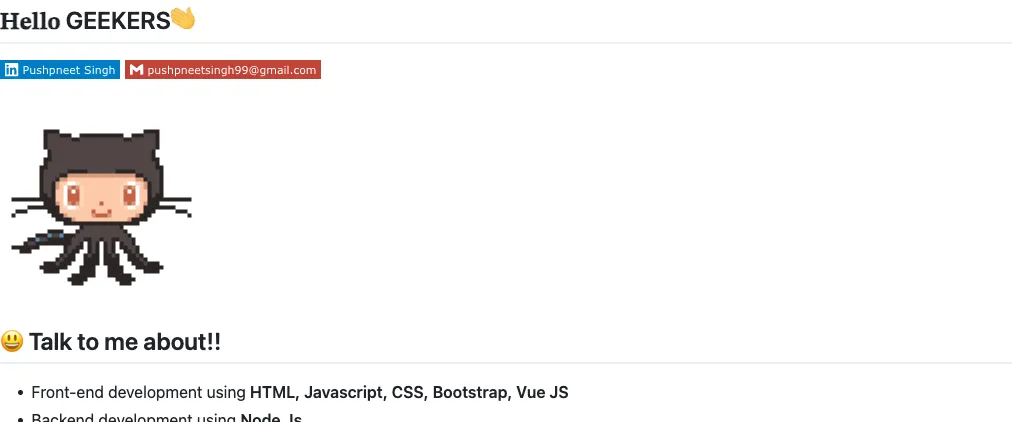 Hello GEEKERS👋
in Pushpneet Singh M pushpneetsingh99@gmail.com
😃 Talk to me about!!
• Front-end development using HTML, Javascript, CSS, Bootstrap, Vue JS
• Backend development using Node Js